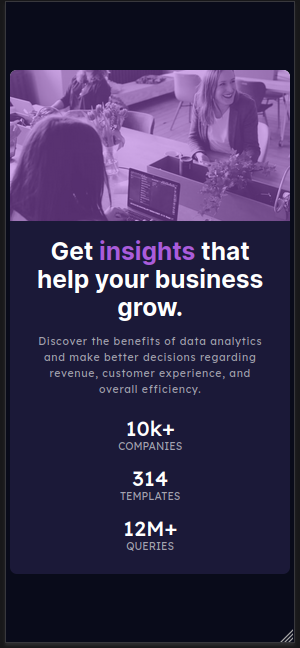 Get insights that
help your business
grow.
Discover the benefits of data analytics
and make better decisions regarding
revenue, customer experience, and
overall efficiency.
10k+
COMPANIES
314
TEMPLATES
12M+
QUERIES